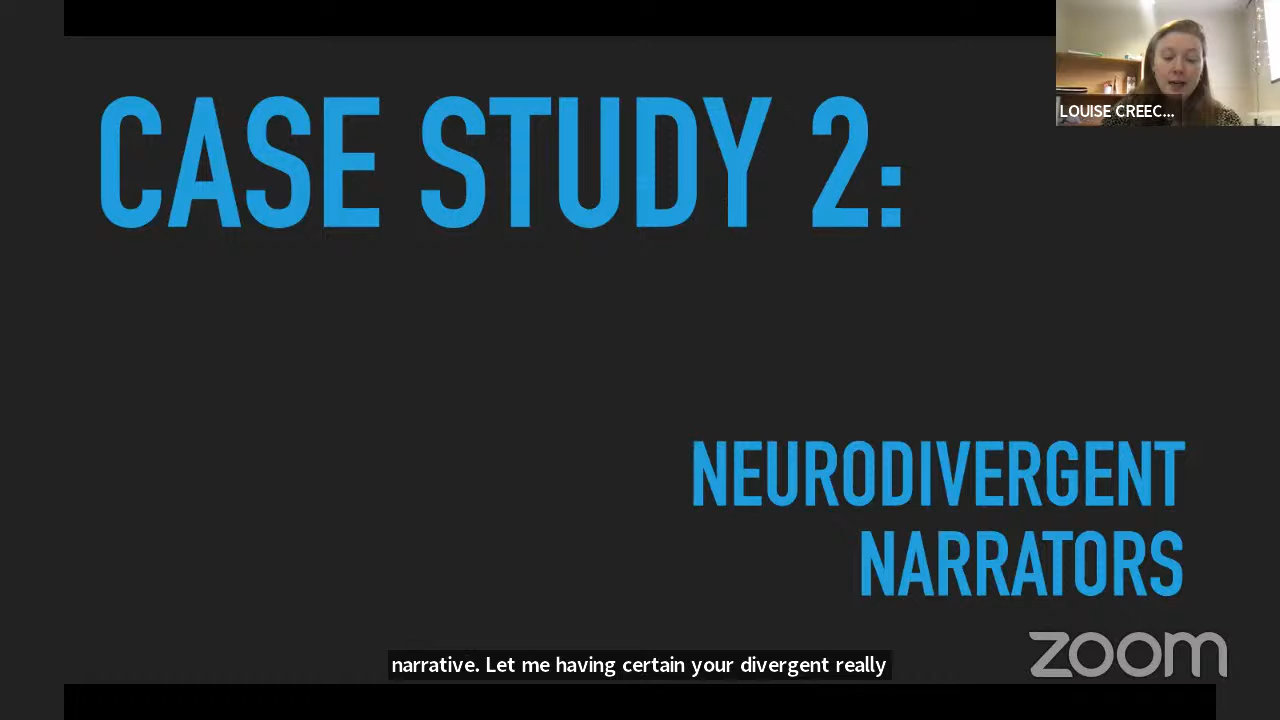 LOUISE CREEC...
CASE STUDY 2:
NEURODIVERGENT
NARRATORS
narrative. Let me having certain your divergent really
zoom